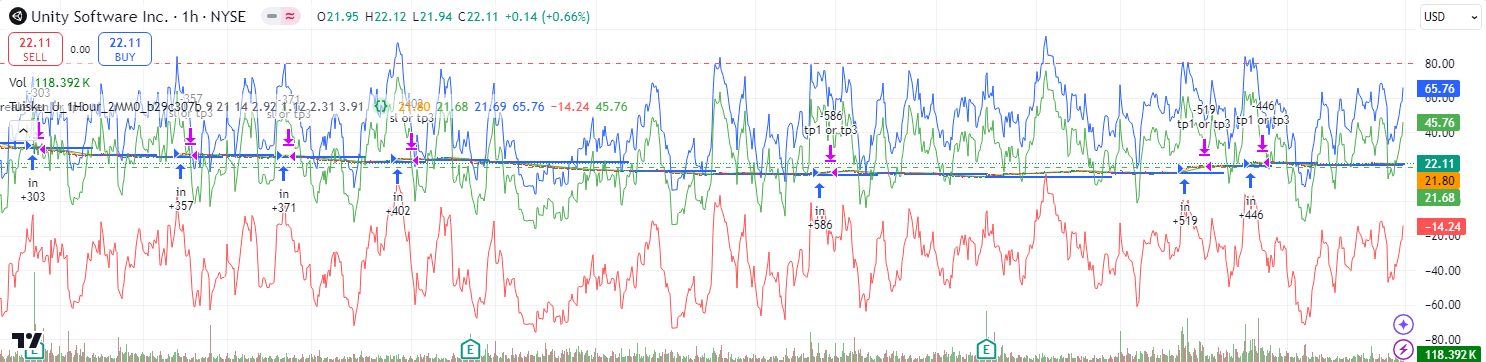 Unity Software Inc. · 1h · NYSE O21.95 H22.12 L21.94 C22.11 +0.14 (+0.66%)
USD
22.11 SELL
0.00
22.11 BUY
Vol 118.392 K
Tuisku_U_1Hour_2MM0_b29c307b 9 21 14 2.92 1.12 2.31 3.91 21.80 21.68 21.69 65.76 −14.24 45.76
-303
-357
sl or tp3
-371
sl or tp3
sl or tp3
-586
tp1 or tp3
-519
tp1 or tp3
-446
tp1 or tp3
in
+303
in
+357
in
+371
in
+402
in
+586
in
+519
in
+446
80.00
65.76
60.00
45.76
40.00
22.11
21.80
21.68
−14.24
−20.00
−40.00
−60.00
−80.00
118.392 K
E
E
E